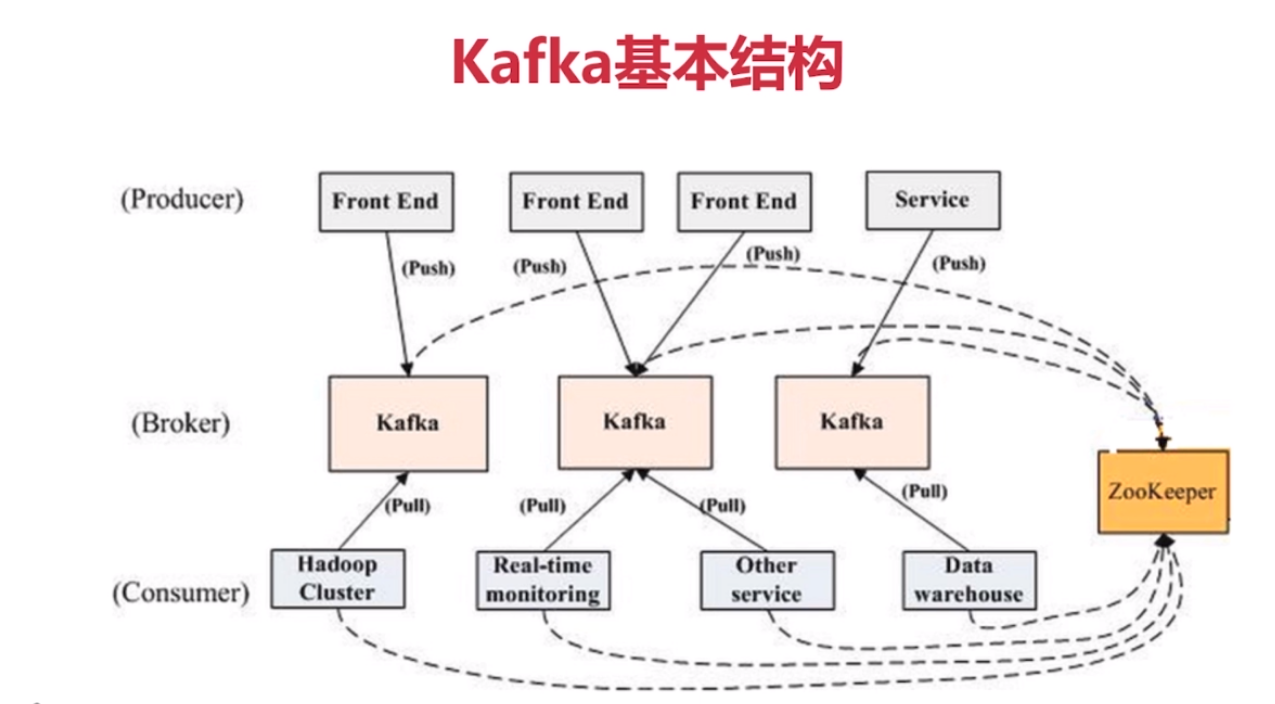 Kafka基本结构
(Producer)
Front End
Front End
Front End
Service
(Push)
(Push)
(Push)
(Push)
(Broker)
Kafka
Kafka
Kafka
ZooKeeper
(Pull)
(Pull)
(Pull)
(Pull)
(Consumer)
Hadoop
Cluster
Real-time
monitoring
Other
service
Data
warehouse